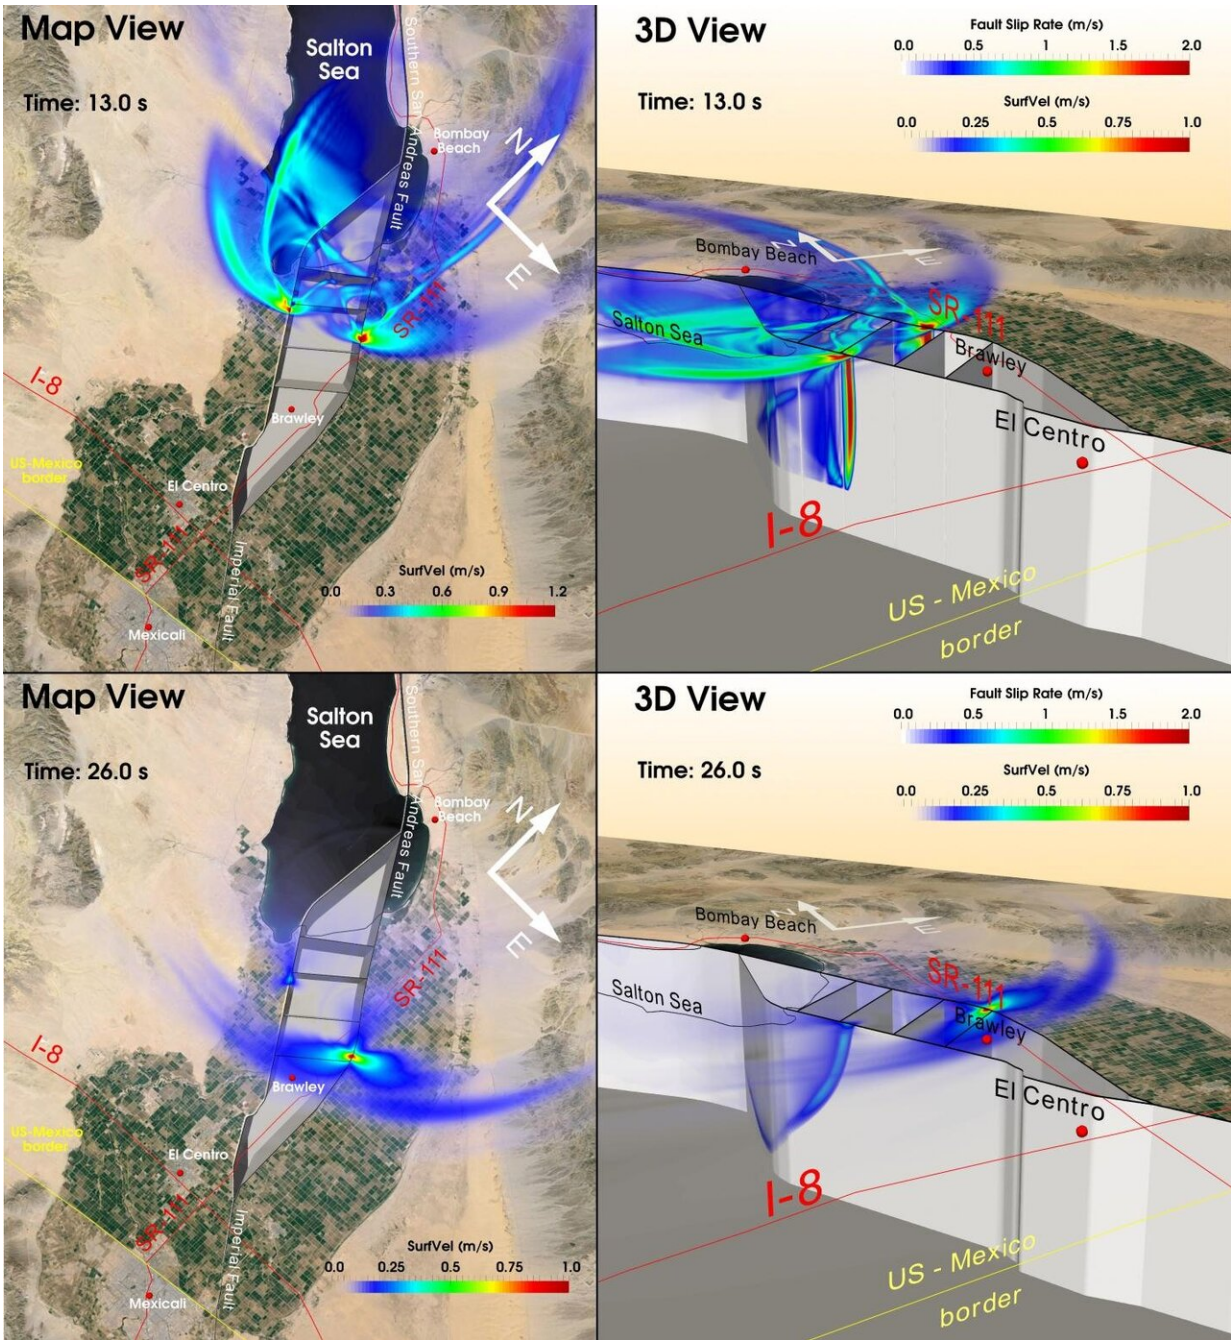 Map View
Time: 13.0 s
Salton
Sea
Southern San Andreas Fault
Bombay
Beach
N
E
SR-111
I-8
Brawley
US-Mexico
border
El Centro
SR-111
Imperial Fault
Mexicali
SurfVel (m/s)
0.0 0.3 0.6 0.9 1.2
3D View
Time: 13.0 s
Fault Slip Rate (m/s)
0.0 0.5 1 1.5 2.0
SurfVel (m/s)
0.0 0.25 0.5 0.75 1.0
Bombay Beach
N
E
SR-111
Salton Sea
Brawley
El Centro
I-8
US - Mexico
border
Map View
Time: 26.0 s
Salton
Sea
Southern San Andreas Fault
Bombay
Beach
N
E
SR-111
I-8
Brawley
US-Mexico
border
El Centro
SR-111
Imperial Fault
Mexicali
SurfVel (m/s)
0.0 0.25 0.5 0.75 1.0
3D View
Time: 26.0 s
Fault Slip Rate (m/s)
0.0 0.5 1 1.5 2.0
SurfVel (m/s)
0.0 0.25 0.5 0.75 1.0
Bombay Beach
N
E
SR-111
Salton Sea
Brawley
El Centro
I-8
US - Mexico
border